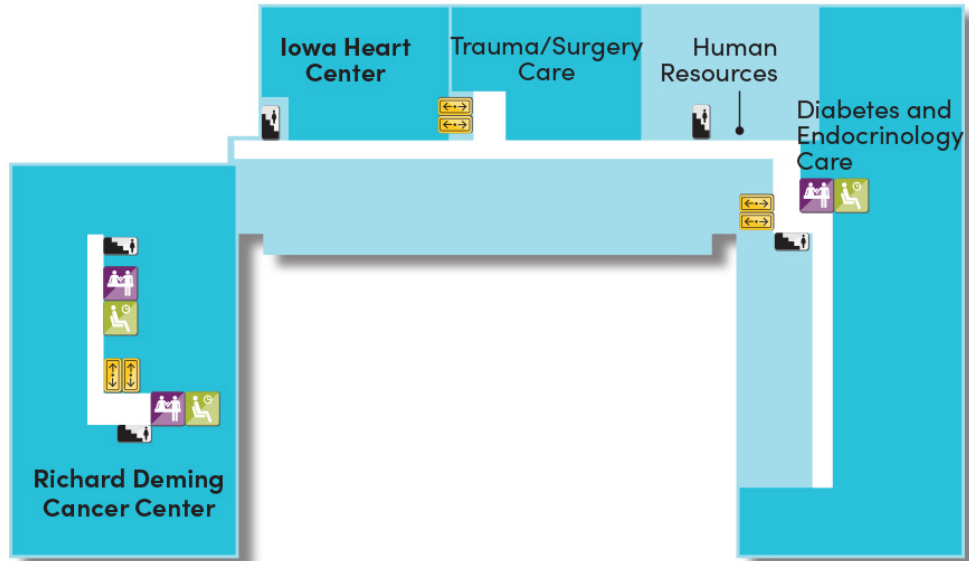 Iowa Heart
Center
Trauma/Surgery
Care
Human
Resources
Diabetes and
Endocrinology
Care
Richard Deming
Cancer Center